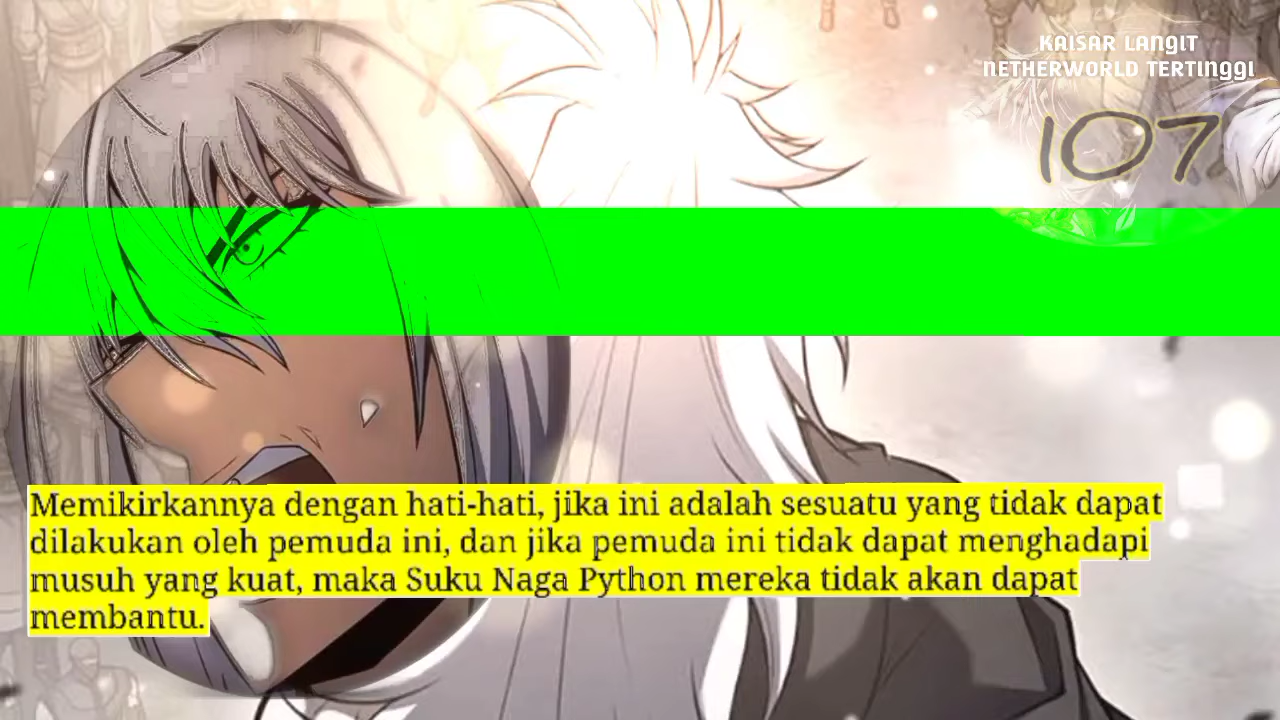 KAISAR LANGIT
NETHERWORLD TERTINGGI
107
Memikirkannya dengan hati-hati, jika ini adalah sesuatu yang tidak dapat
dilakukan oleh pemuda ini, dan jika pemuda ini tidak dapat menghadapi
musuh yang kuat, maka Suku Naga Python mereka tidak akan dapat
membantu.